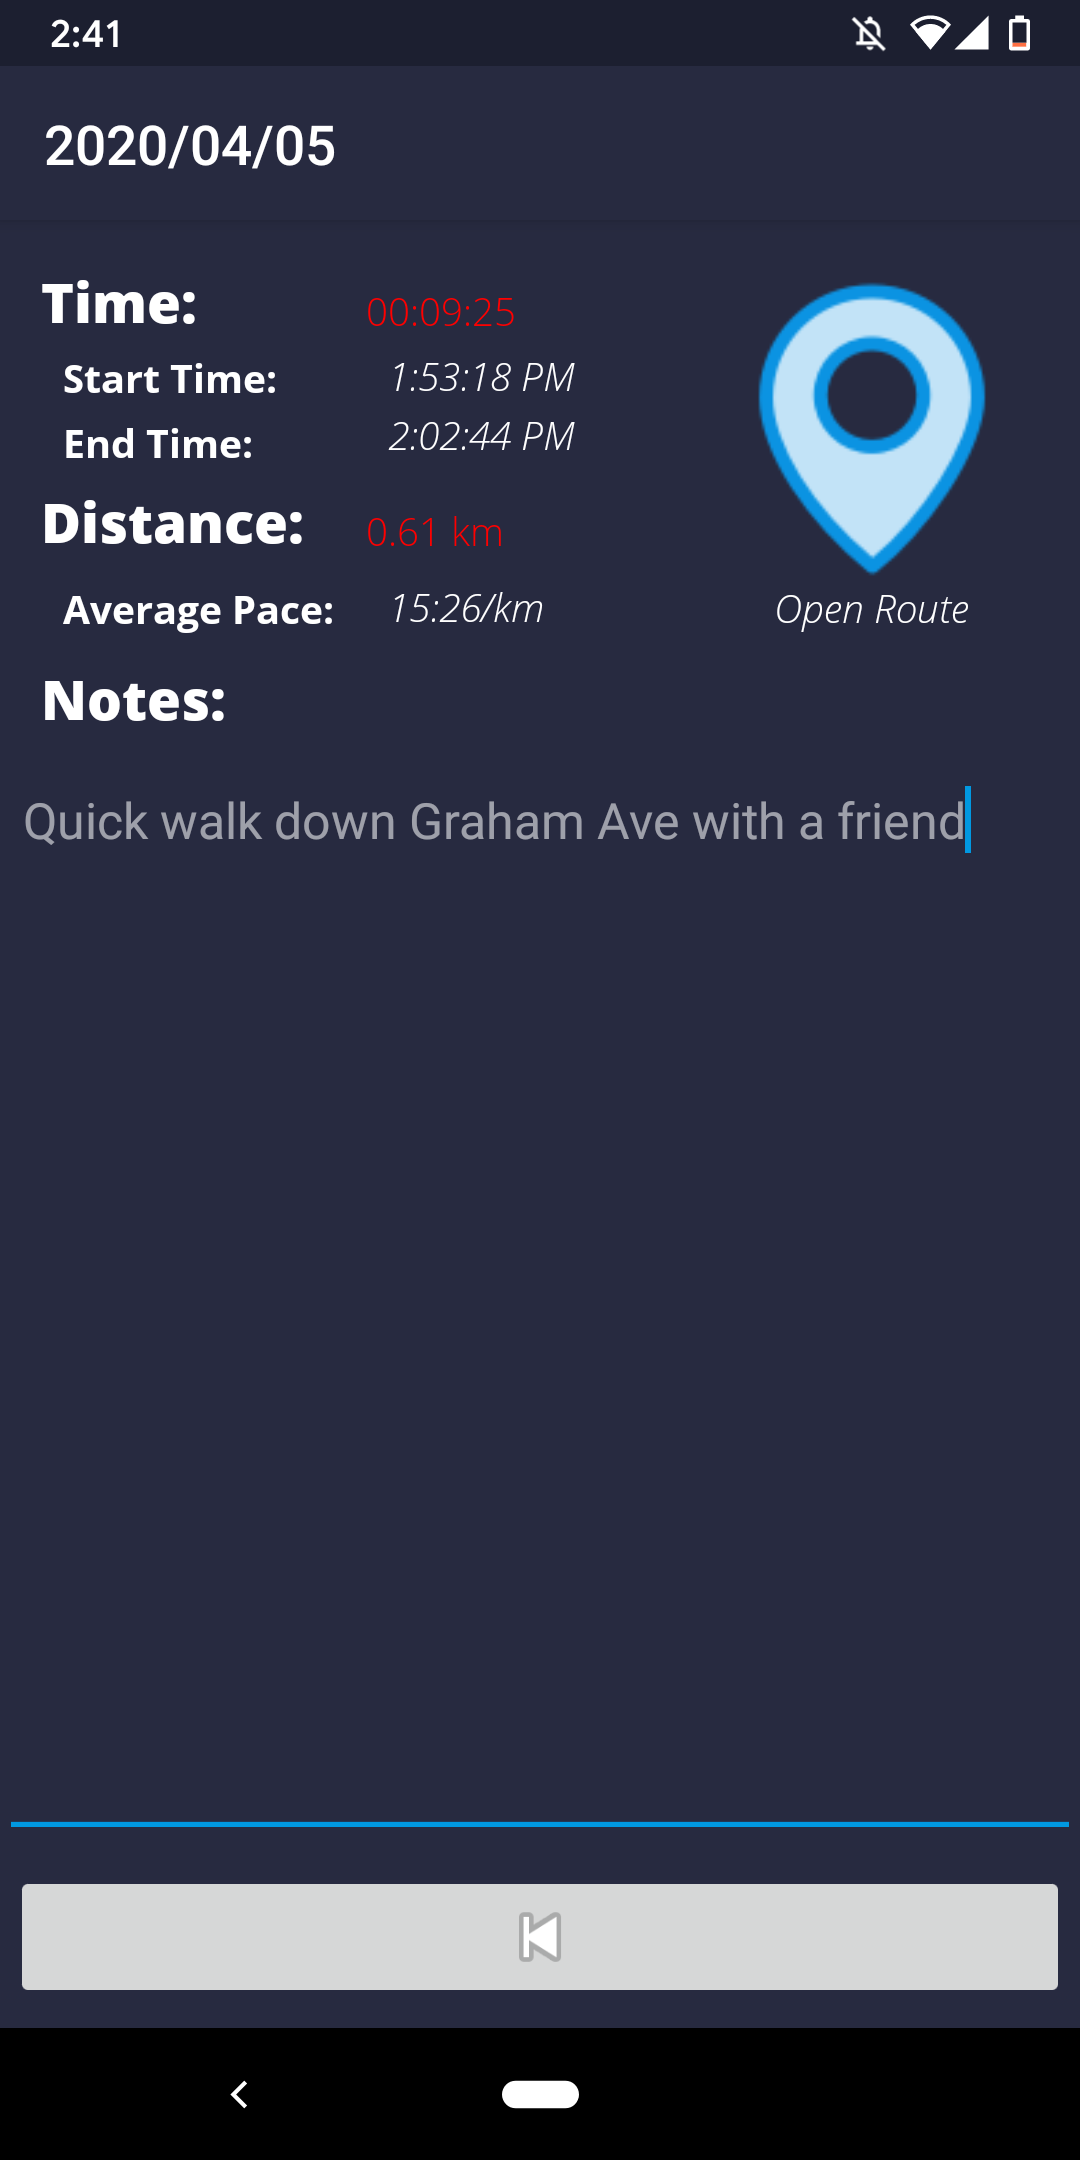 2:41
2020/04/05
Time: 00:09:25
Start Time: 1:53:18 PM
End Time: 2:02:44 PM
Distance: 0.61 km
Average Pace: 15:26/km
Open Route
Notes:
Quick walk down Graham Ave with a friend